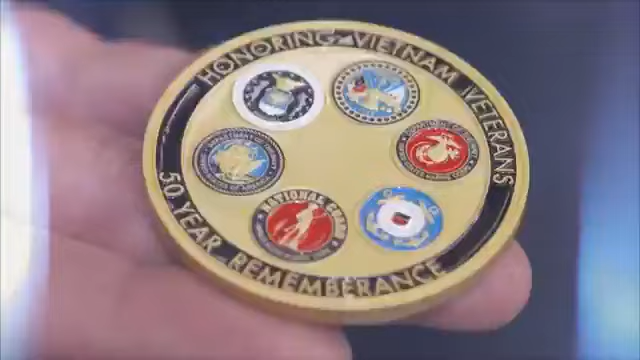 HONORING VIETNAM VETERANS
50 YEAR REMEMBERANCE
NATIONAL GUARD